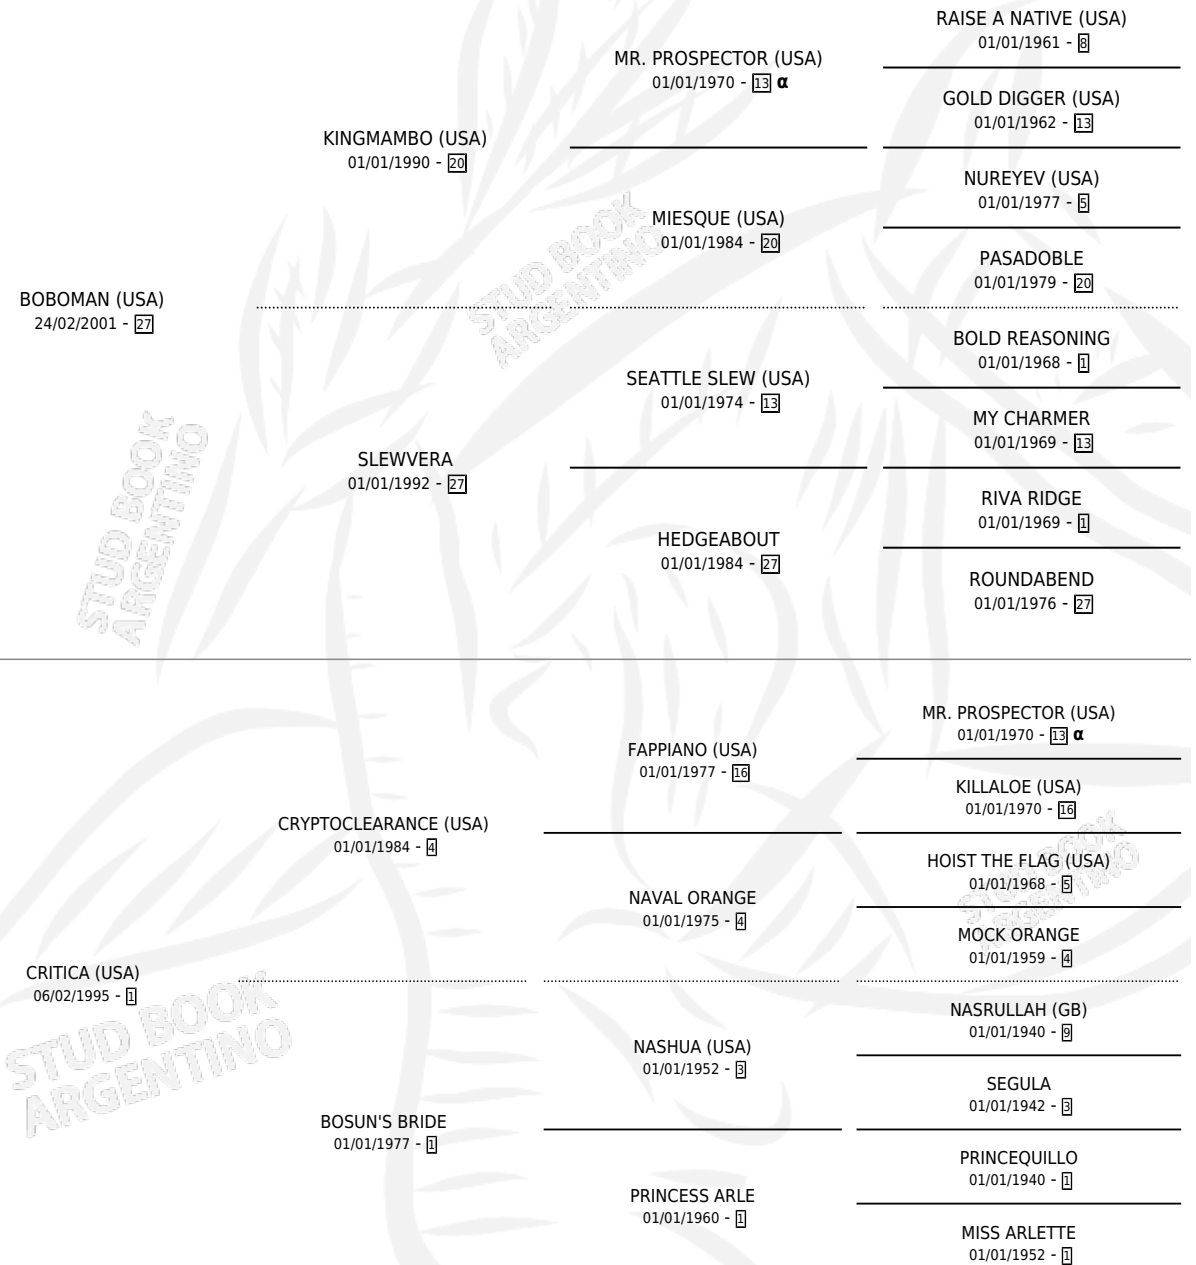 RAISE A NATIVE (USA)
01/01/1961 - 8
MR. PROSPECTOR (USA)
01/01/1970 - 13 α
GOLD DIGGER (USA)
01/01/1962 - 13
KINGMAMBO (USA)
01/01/1990 - 20
NUREYEV (USA)
01/01/1977 - 5
MIESQUE (USA)
01/01/1984 - 20
PASADOBLE
01/01/1979 - 20
BOBOMAN (USA)
24/02/2001 - 27
BOLD REASONING
01/01/1968 - 1
SEATTLE SLEW (USA)
01/01/1974 - 13
MY CHARMER
01/01/1969 - 13
SLEWVERA
01/01/1992 - 27
RIVA RIDGE
01/01/1969 - 1
HEDGEABOUT
01/01/1984 - 27
ROUNDABEND
01/01/1976 - 27
MR. PROSPECTOR (USA)
01/01/1970 - 13 α
FAPPIANO (USA)
01/01/1977 - 16
KILLALOE (USA)
01/01/1970 - 16
CRYPTOCLEARANCE (USA)
01/01/1984 - 4
HOIST THE FLAG (USA)
01/01/1968 - 5
NAVAL ORANGE
01/01/1975 - 4
MOCK ORANGE
01/01/1959 - 4
CRITICA (USA)
06/02/1995 - 1
NASRULLAH (GB)
01/01/1940 - 9
NASHUA (USA)
01/01/1952 - 3
SEGULA
01/01/1942 - 3
BOSUN'S BRIDE
01/01/1977 - 1
PRINCEQUILLO
01/01/1940 - 1
PRINCESS ARLE
01/01/1960 - 1
MISS ARLETTE
01/01/1952 - 1
STUD BOOK
ARGENTINO
STUD BOOK
ARGENTINO
STUD BOOK
ARGENTINO
STUD BOOK
ARGENTINO